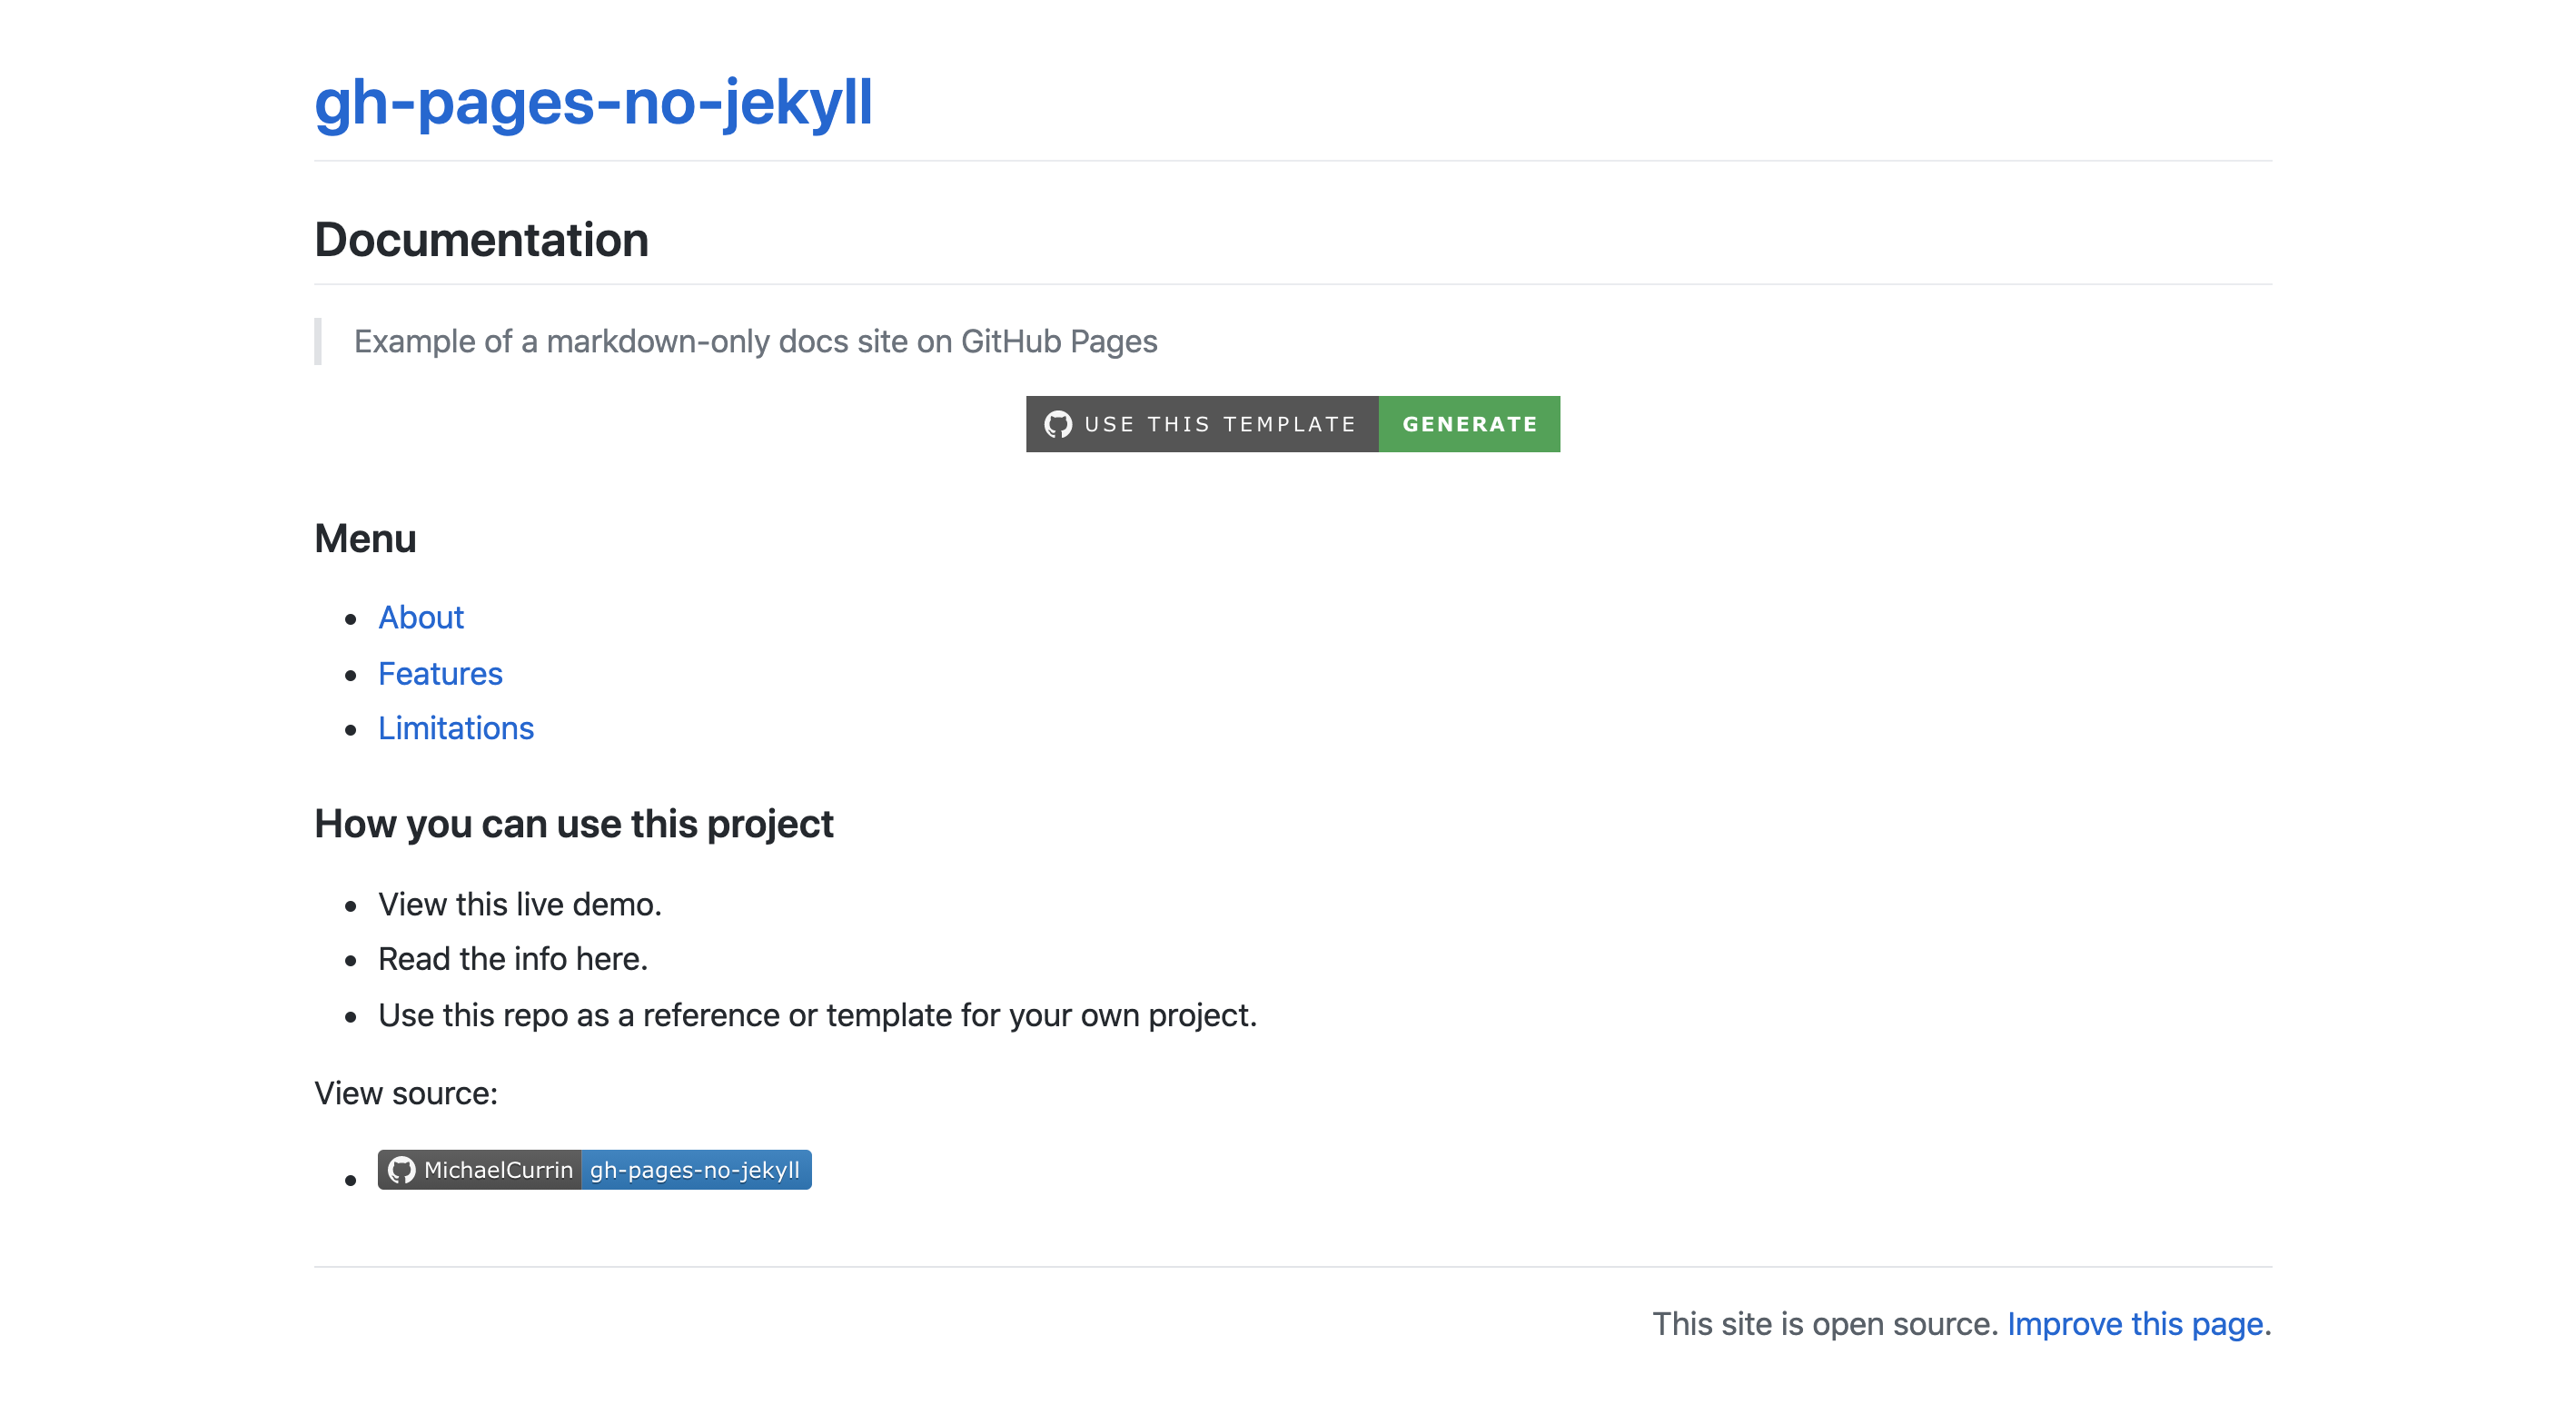 gh-pages-no-jekyll
Documentation
Example of a markdown-only docs site on GitHub Pages
USE THIS TEMPLATE GENERATE
Menu
About
Features
Limitations
How you can use this project
View this live demo.
Read the info here.
Use this repo as a reference or template for your own project.
View source:
MichaelCurrin gh-pages-no-jekyll
This site is open source. Improve this page.